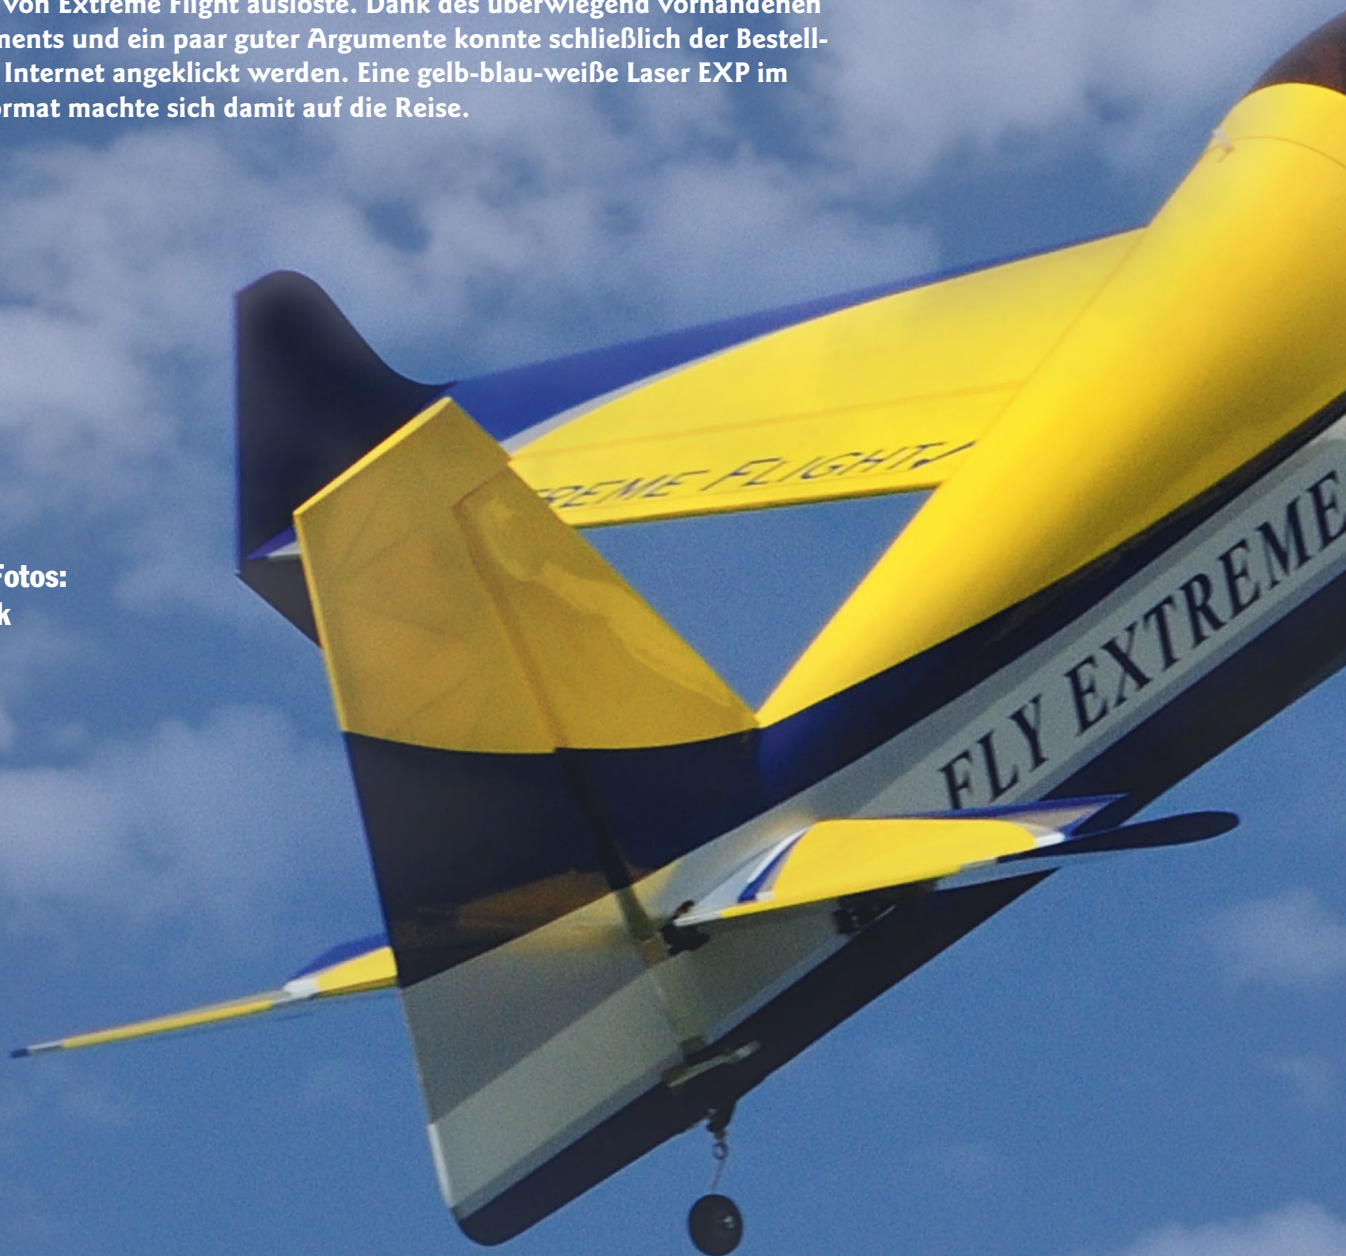 von Extreme Flight auslöste. Dank des überwiegend vorhandenen
ments und ein paar guter Argumente konnte schließlich der Bestell-
Internet angeklickt werden. Eine gelb-blau-weiße Laser EXP im
ormat machte sich damit auf die Reise.
REME FLIGHT
Fotos:
k
FLY EXTREME